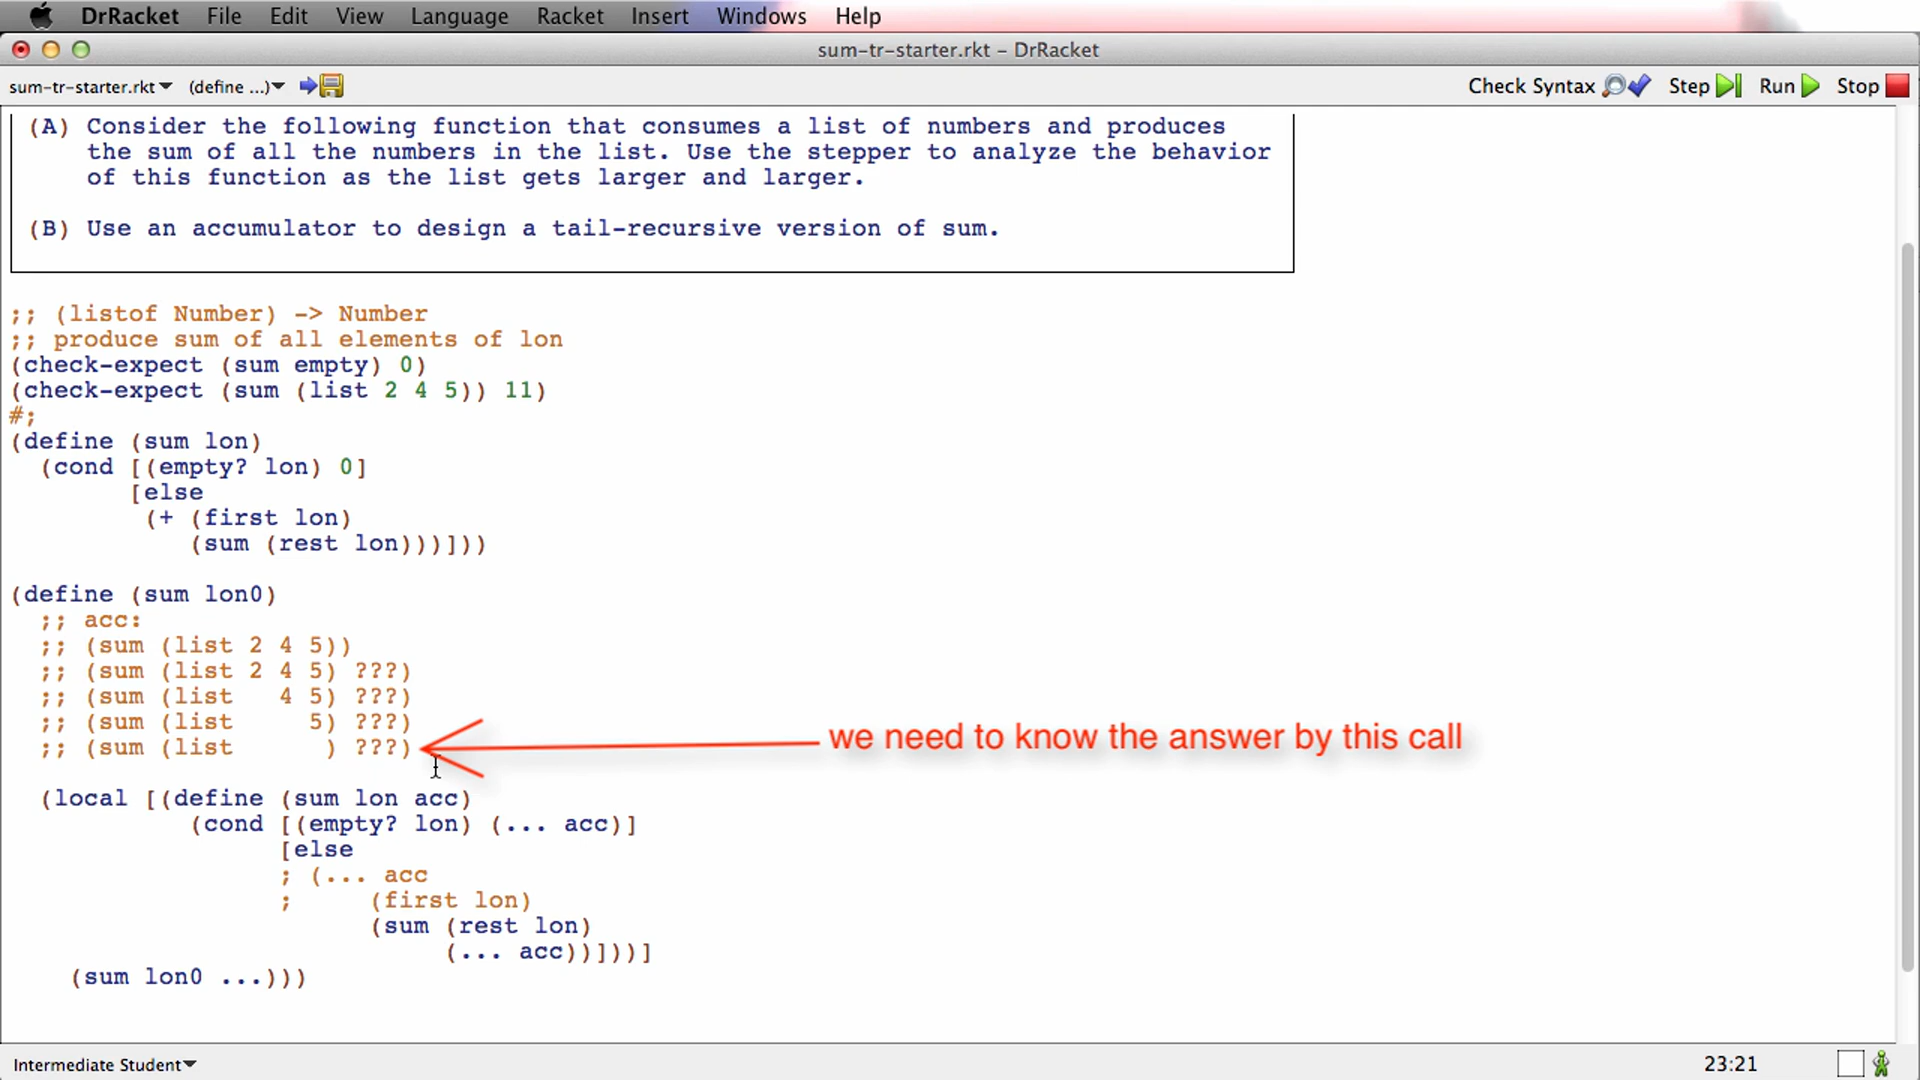 DrRacket File Edit View Language Racket Insert Windows Help
sum-tr-starter.rkt - DrRacket
sum-tr-starter.rkt (define ...) Check Syntax Step Run Stop
(A) Consider the following function that consumes a list of numbers and produces
the sum of all the numbers in the list. Use the stepper to analyze the behavior
of this function as the list gets larger and larger.
(B) Use an accumulator to design a tail-recursive version of sum.
;; (listof Number) -> Number
;; produce sum of all elements of lon
(check-expect (sum empty) 0)
(check-expect (sum (list 2 4 5)) 11)
#;
(define (sum lon)
(cond [(empty? lon) 0]
[else
(+ (first lon)
(sum (rest lon)))]))
(define (sum lon0)
;; acc:
;; (sum (list 2 4 5))
;; (sum (list 2 4 5) ???)
;; (sum (list 4 5) ???)
;; (sum (list 5) ???)
;; (sum (list ) ???)
we need to know the answer by this call
(local [(define (sum lon acc)
(cond [(empty? lon) (... acc)]
[else
; (... acc
; (first lon)
(sum (rest lon)
(... acc))]))]
(sum lon0 ...)))
Intermediate Student 23:21